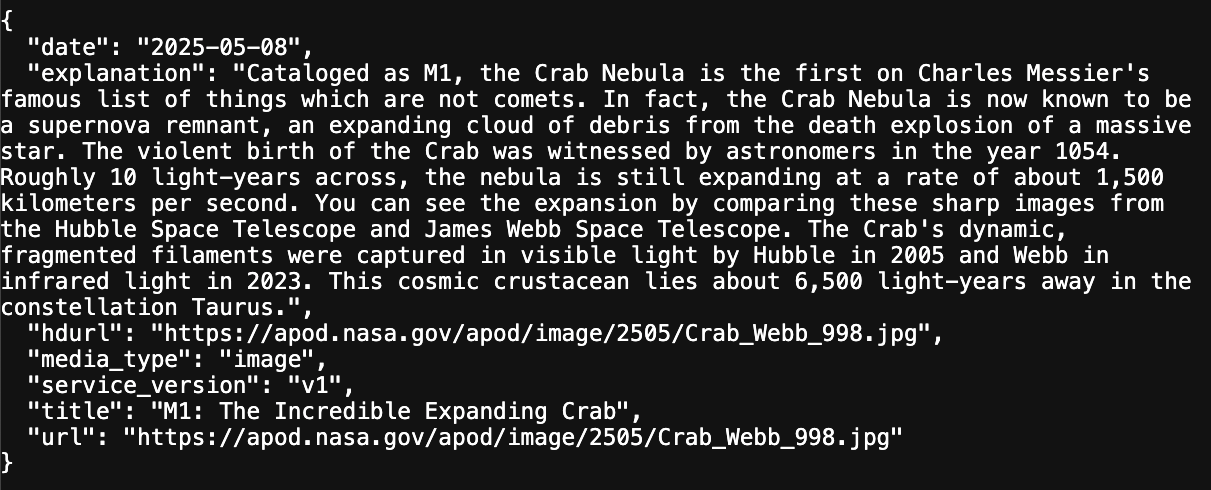 {
  "date": "2025-05-08",
  "explanation": "Cataloged as M1, the Crab Nebula is the first on Charles Messier's
famous list of things which are not comets. In fact, the Crab Nebula is now known to be
a supernova remnant, an expanding cloud of debris from the death explosion of a massive
star. The violent birth of the Crab was witnessed by astronomers in the year 1054.
Roughly 10 light-years across, the nebula is still expanding at a rate of about 1,500
kilometers per second. You can see the expansion by comparing these sharp images from
the Hubble Space Telescope and James Webb Space Telescope. The Crab's dynamic,
fragmented filaments were captured in visible light by Hubble in 2005 and Webb in
infrared light in 2023. This cosmic crustacean lies about 6,500 light-years away in the
constellation Taurus.",
  "hdurl": "https://apod.nasa.gov/apod/image/2505/Crab_Webb_998.jpg",
  "media_type": "image",
  "service_version": "v1",
  "title": "M1: The Incredible Expanding Crab",
  "url": "https://apod.nasa.gov/apod/image/2505/Crab_Webb_998.jpg"
}